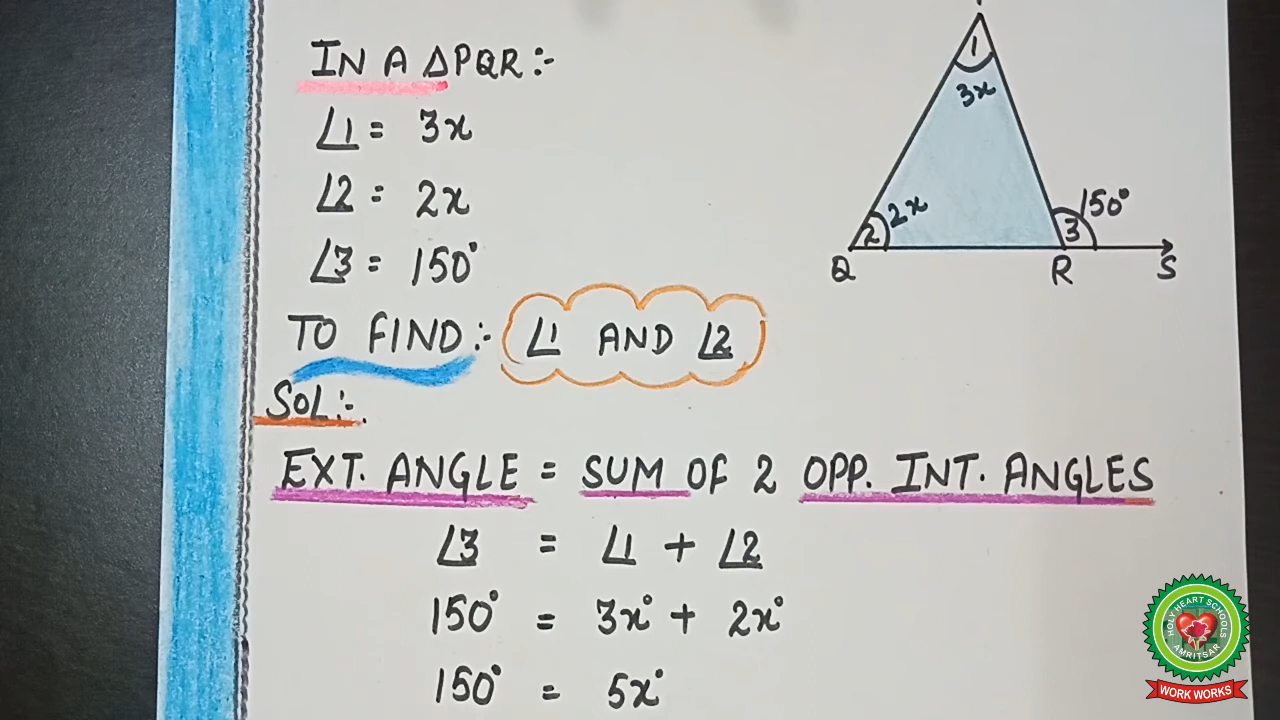 IN A ΔPQR:-
∠1 = 3x
∠2 = 2x
∠3 = 150°
TO FIND:- ∠1 AND ∠2
SOL:-
EXT. ANGLE = SUM OF 2 OPP. INT. ANGLES
∠3 = ∠1 + ∠2
150° = 3x° + 2x°
150° = 5x°
1
3x
2
2x
3
150°
Q
R
S
HOLY HEART SCHOOLS
AMRITSAR
WORK WORKS